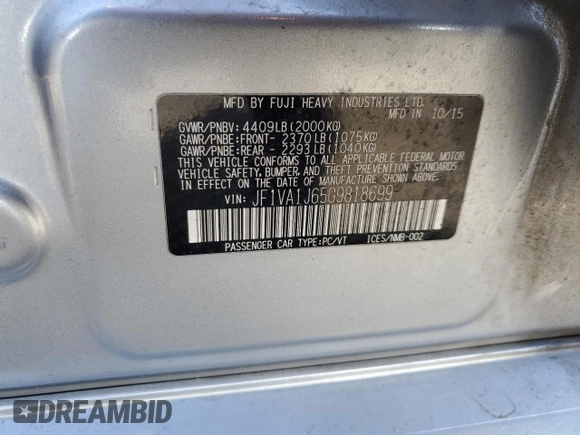 MFD BY FUJI HEAVY INDUSTRIES LTD.
MFD IN 10/15
GVWR/PNBV: 4409LB(2000KG)
GAWR/PNBE:FRONT- 2370LB(1075KG)
GAWR/PNBE:REAR - 2293LB(1040KG)
THIS VEHICLE CONFORMS TO ALL APPLICABLE FEDERAL MOTOR
VEHICLE SAFETY, BUMPER, AND THEFT PREVENTION STANDARDS
IN EFFECT ON THE DATE OF MANUFACTURE SHOWN ABOVE.
VIN: JF1VA1J65G9818699
PASSENGER CAR TYPE:PC/VT ICES/NMB-002
DREAMBID